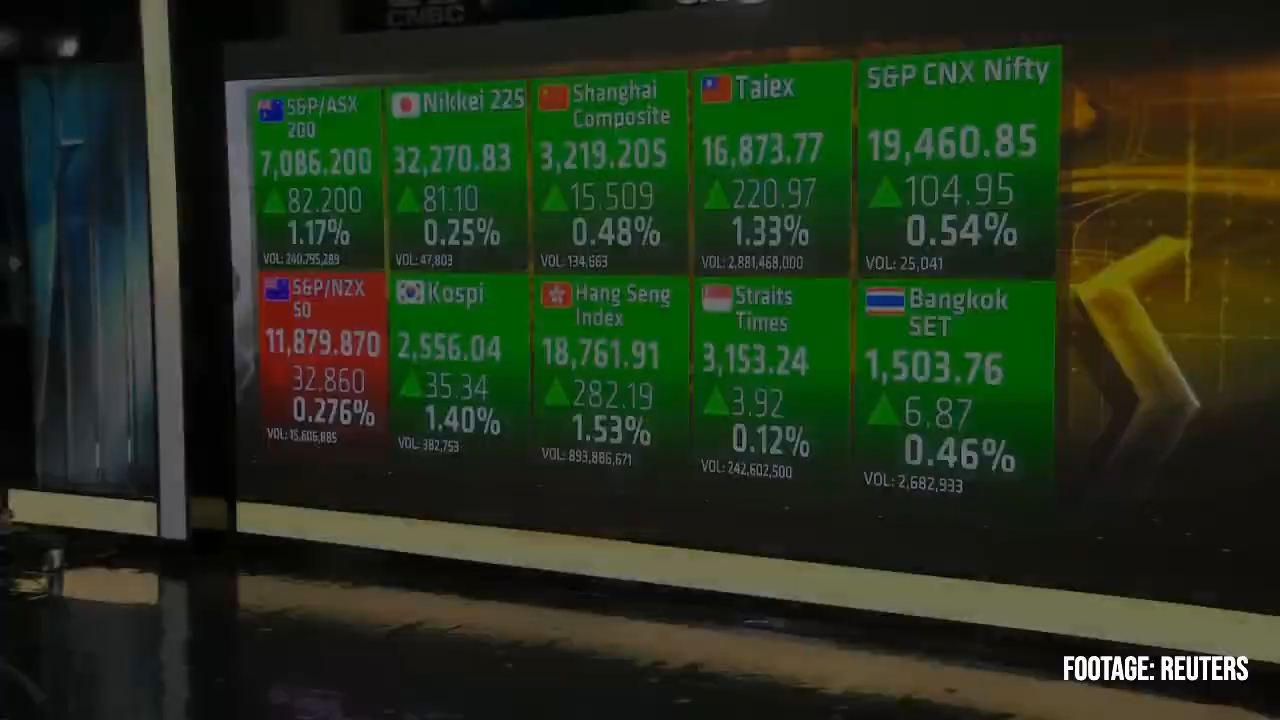 CNBC
S&P/ASX
200
7,086.200
82.200
1.17%
VOL: 240,795,289
Nikkei 225
32,270.83
81.10
0.25%
VOL: 47,803
Shanghai
Composite
3,219.205
15.509
0.48%
VOL: 134,663
Taiex
16,873.77
220.97
1.33%
VOL: 2,881,468,000
S&P CNX Nifty
19,460.85
104.95
0.54%
VOL: 25,041
S&P/NZX
50
11,879.870
32.860
0.276%
VOL: 15,606,885
Kospi
2,556.04
35.34
1.40%
VOL: 382,753
Hang Seng
Index
18,761.91
282.19
1.53%
VOL: 893,886,671
Straits
Times
3,153.24
3.92
0.12%
VOL: 242,602,500
Bangkok
SET
1,503.76
6.87
0.46%
VOL: 2,682,933
FOOTAGE: REUTERS